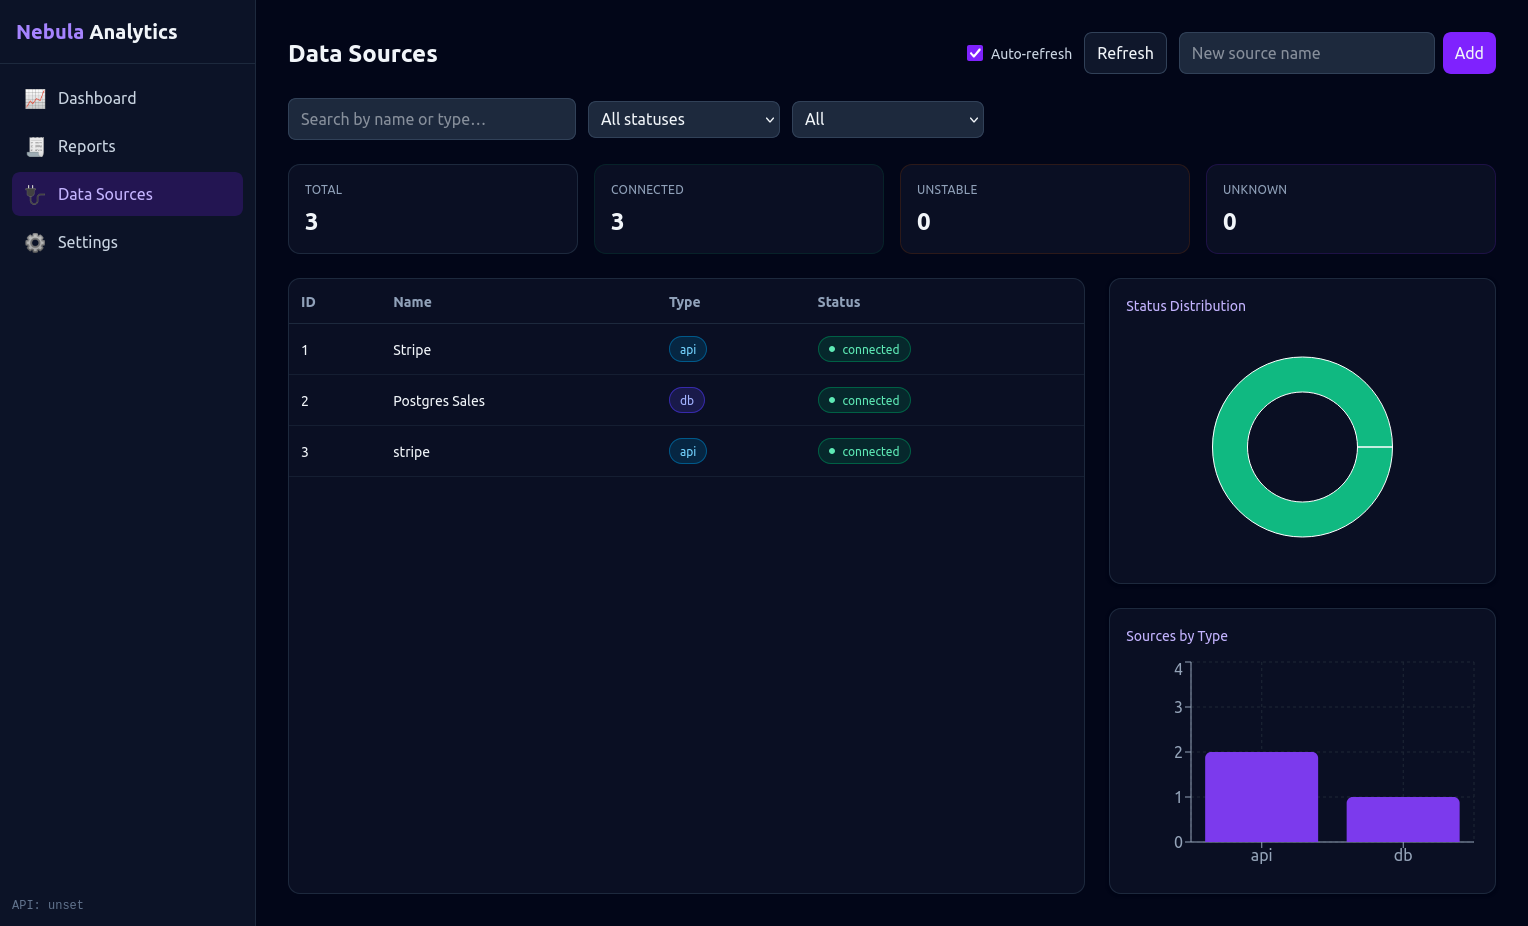 Nebula Analytics
Dashboard
Reports
Data Sources
Settings
API: unset
Data Sources
Auto-refresh
Refresh
New source name
Add
Search by name or type…
All statuses
All
TOTAL
3
CONNECTED
3
UNSTABLE
0
UNKNOWN
0
ID Name Type Status
1 Stripe api connected
2 Postgres Sales db connected
3 stripe api connected
Status Distribution
Sources by Type
4
3
2
1
0
api db